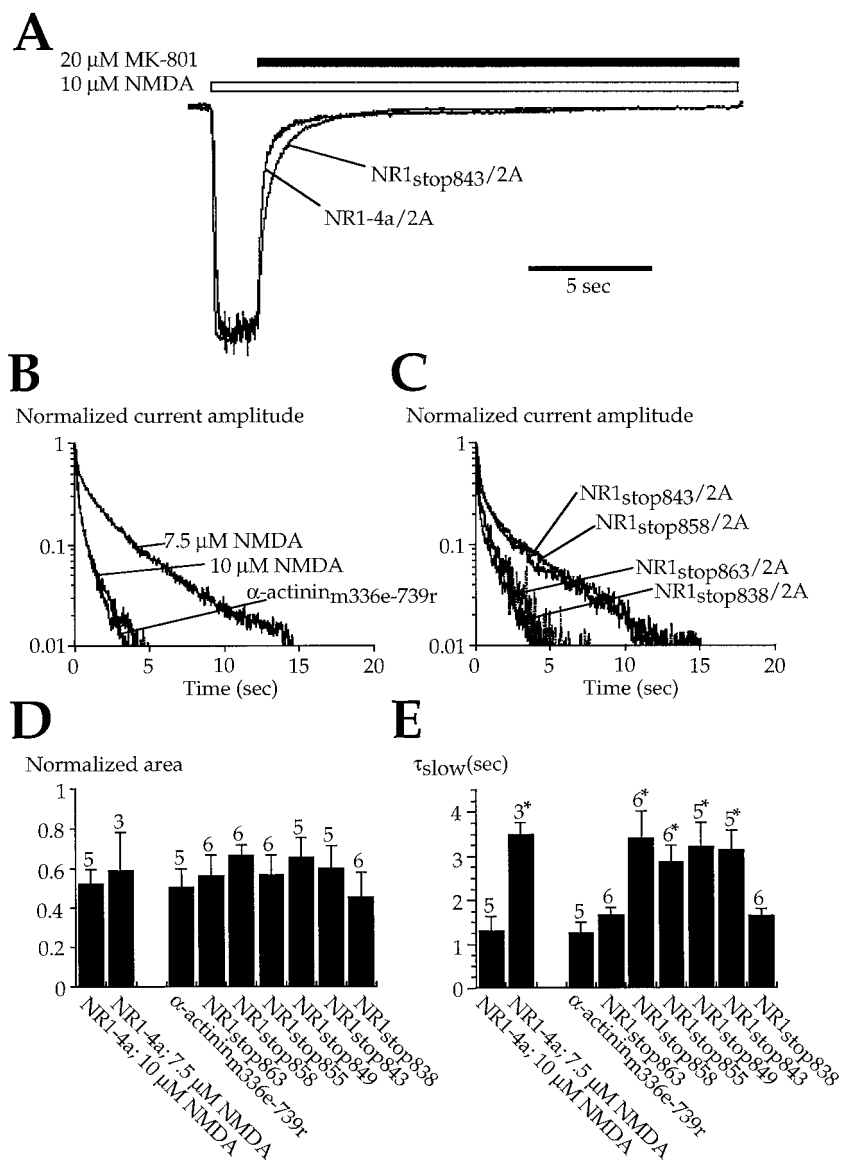 A
20 µM MK-801
10 µM NMDA
NR1stop843/2A
NR1-4a/2A
5 sec
B
Normalized current amplitude
1
0.1
0.01
7.5 µM NMDA
10 µM NMDA
α-actininm336e-739r
0 5 10 15 20
Time (sec)
C
Normalized current amplitude
1
0.1
0.01
NR1stop843/2A
NR1stop858/2A
NR1stop863/2A
NR1stop838/2A
0 5 10 15 20
Time (sec)
D
Normalized area
1
0.8
0.6
0.4
0.2
0
5 3 5 6 6 6 5 5 6
NR1-4a; 10 µM NMDA
NR1-4a; 7.5 µM NMDA
α-actininm336e-739r
NR1stop863
NR1stop858
NR1stop855
NR1stop849
NR1stop843
NR1stop838
E
τslow(sec)
4
3
2
1
0
5 3* 5 6 6* 6* 5* 5* 6
NR1-4a; 10 µM NMDA
NR1-4a; 7.5 µM NMDA
α-actininm336e-739r
NR1stop863
NR1stop858
NR1stop855
NR1stop849
NR1stop843
NR1stop838